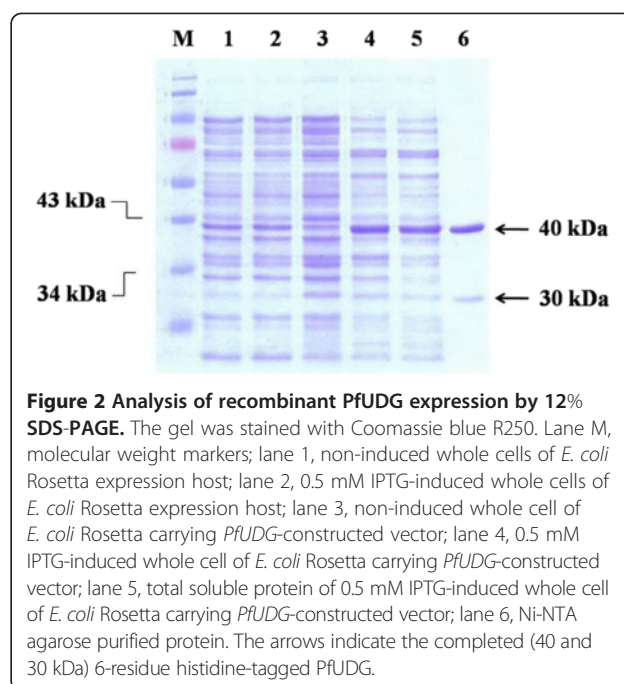 M 1 2 3 4 5 6
43 kDa
40 kDa
34 kDa
30 kDa
Figure 2 Analysis of recombinant PfUDG expression by 12%
SDS-PAGE. The gel was stained with Coomassie blue R250. Lane M,
molecular weight markers; lane 1, non-induced whole cells of E. coli
Rosetta expression host; lane 2, 0.5 mM IPTG-induced whole cells of
E. coli Rosetta expression host; lane 3, non-induced whole cell of
E. coli Rosetta carrying PfUDG-constructed vector; lane 4, 0.5 mM
IPTG-induced whole cell of E. coli Rosetta carrying PfUDG-constructed
vector; lane 5, total soluble protein of 0.5 mM IPTG-induced whole cell
of E. coli Rosetta carrying PfUDG-constructed vector; lane 6, Ni-NTA
agarose purified protein. The arrows indicate the completed (40 and
30 kDa) 6-residue histidine-tagged PfUDG.